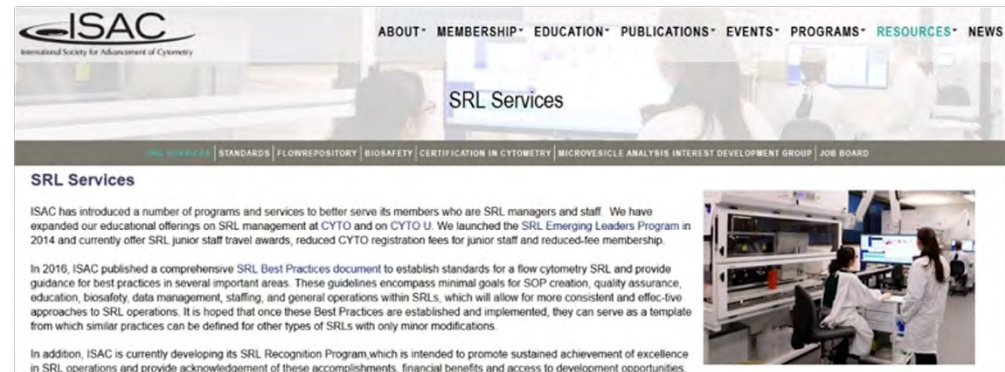 ISAC
International Society for Advancement of Cytometry
ABOUT MEMBERSHIP EDUCATION PUBLICATIONS EVENTS PROGRAMS RESOURCES NEWS
SRL Services
SRL SERVICES | STANDARDS | FLOWREPOSITORY | BIOSAFETY | CERTIFICATION IN CYTOMETRY | MICROVESICLE ANALYSIS INTEREST DEVELOPMENT GROUP | JOB BOARD
SRL Services
ISAC has introduced a number of programs and services to better serve its members who are SRL managers and staff. We have
expanded our educational offerings on SRL management at CYTO and on CYTO U. We launched the SRL Emerging Leaders Program in
2014 and currently offer SRL junior staff travel awards, reduced CYTO registration fees for junior staff and reduced-fee membership.
In 2016, ISAC published a comprehensive SRL Best Practices document to establish standards for a flow cytometry SRL and provide
guidance for best practices in several important areas. These guidelines encompass minimal goals for SOP creation, quality assurance,
education, biosafety, data management, staffing, and general operations within SRLs, which will allow for more consistent and effec-tive
approaches to SRL operations. It is hoped that once these Best Practices are established and implemented, they can serve as a template
from which similar practices can be defined for other types of SRLs with only minor modifications.
In addition, ISAC is currently developing its SRL Recognition Program,which is intended to promote sustained achievement of excellence
in SRL operations and provide acknowledgement of these accomplishments, financial benefits and access to development opportunities.